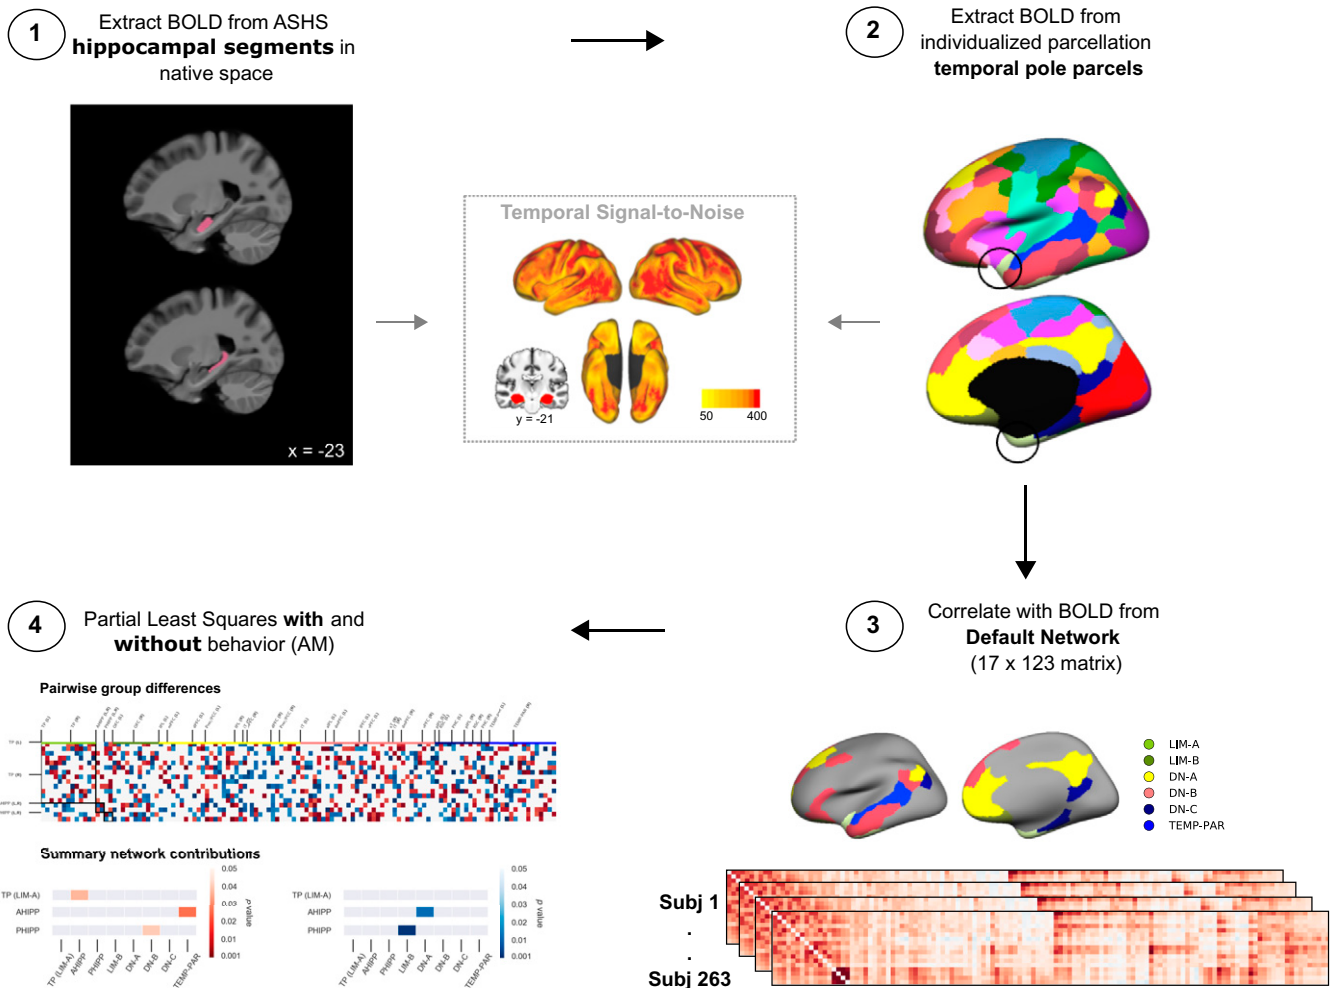 1
Extract BOLD from ASHS
hippocampal segments in
native space
x = -23
2
Extract BOLD from
individualized parcellation
temporal pole parcels
Temporal Signal-to-Noise
y = -21
50 400
3
Correlate with BOLD from
Default Network
(17 x 123 matrix)
LIM-A
LIM-B
DN-A
DN-B
DN-C
TEMP-PAR
Subj 1
.
.
Subj 263
4
Partial Least Squares with and
without behavior (AM)
Pairwise group differences
TP (L)
TP (R)
TP (L)
TP (R)
AHIPP (L,R)
Summary network contributions
TP (LIM-A)
AHIPP
PHIPP
TP (LIM-A)
AHIPP
PHIPP
LIM-B
DN-A
DN-B
DN-C
TEMP-PAR
0.05
0.04
0.03
0.02
0.01
0.001
p value
TP (LIM-A)
AHIPP
PHIPP
TP (LIM-A)
AHIPP
PHIPP
LIM-B
DN-A
DN-B
DN-C
TEMP-PAR
0.05
0.04
0.03
0.02
0.01
0.001
p value